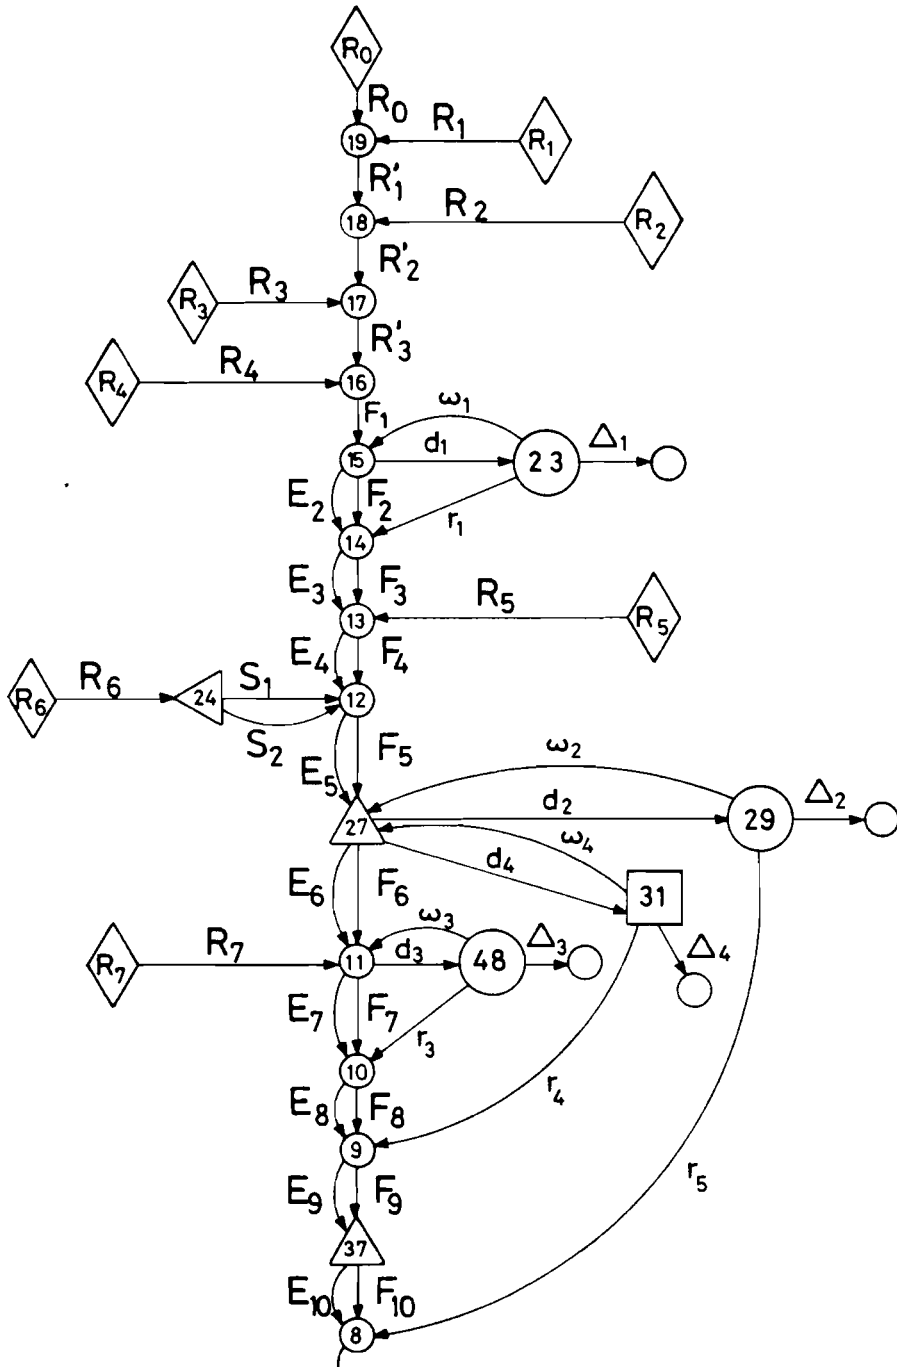 R₀
R₀
19 R₁ R₁
R'₁
18 R₂ R₂
R'₂
R₃ R₃ 17
R'₃
R₄ R₄ 16
F₁ ω₁
15 d₁ 23 Δ₁
E₂ F₂ r₁
14
E₃ F₃
13 R₅ R₅
E₄ F₄
R₆ R₆ 24 S₁ 12
S₂
E₅ F₅ ω₂
27 d₂ 29 Δ₂
ω₄
d₄ 31
E₆ F₆
ω₃
R₇ R₇ 11 d₃ 48 Δ₃ Δ₄
E₇ F₇ r₃
10
r₄
E₈ F₈
9
E₉ F₉ r₅
37
E₁₀ F₁₀
8